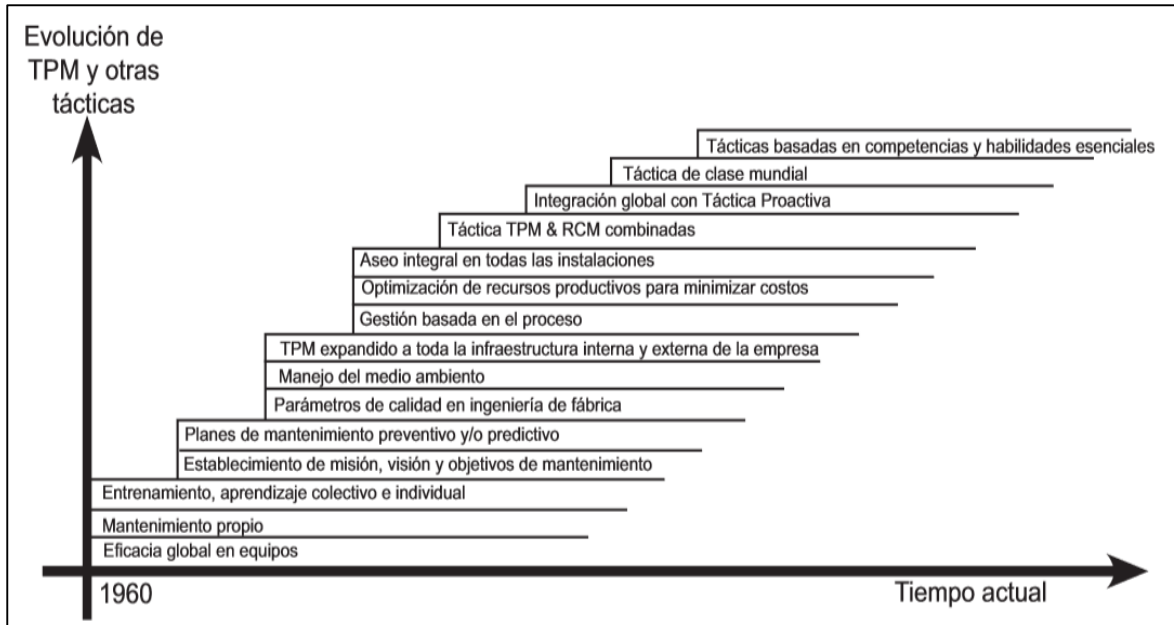 Evolución de
TPM y otras
tácticas
Tácticas basadas en competencias y habilidades esenciales
Táctica de clase mundial
Integración global con Táctica Proactiva
Táctica TPM & RCM combinadas
Aseo integral en todas las instalaciones
Optimización de recursos productivos para minimizar costos
Gestión basada en el proceso
TPM expandido a toda la infraestructura interna y externa de la empresa
Manejo del medio ambiente
Parámetros de calidad en ingeniería de fábrica
Planes de mantenimiento preventivo y/o predictivo
Establecimiento de misión, visión y objetivos de mantenimiento
Entrenamiento, aprendizaje colectivo e individual
Mantenimiento propio
Eficacia global en equipos
1960
Tiempo actual